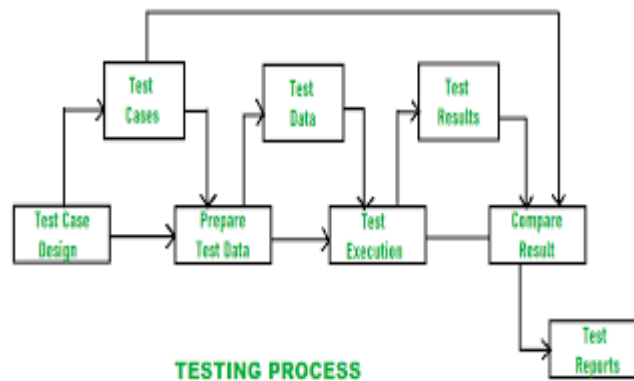 Test
Cases
Test
Data
Test
Results
Test Case
Design
Prepare
Test Data
Test
Execution
Compare
Result
Test
Reports
TESTING PROCESS